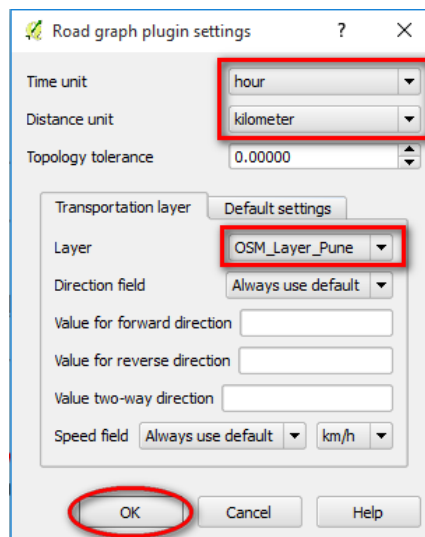 Road graph plugin settings ? ×
Time unit hour
Distance unit kilometer
Topology tolerance 0.00000
Transportation layer Default settings
Layer OSM_Layer_Pune
Direction field Always use default
Value for forward direction
Value for reverse direction
Value two-way direction
Speed field Always use default km/h
OK Cancel Help